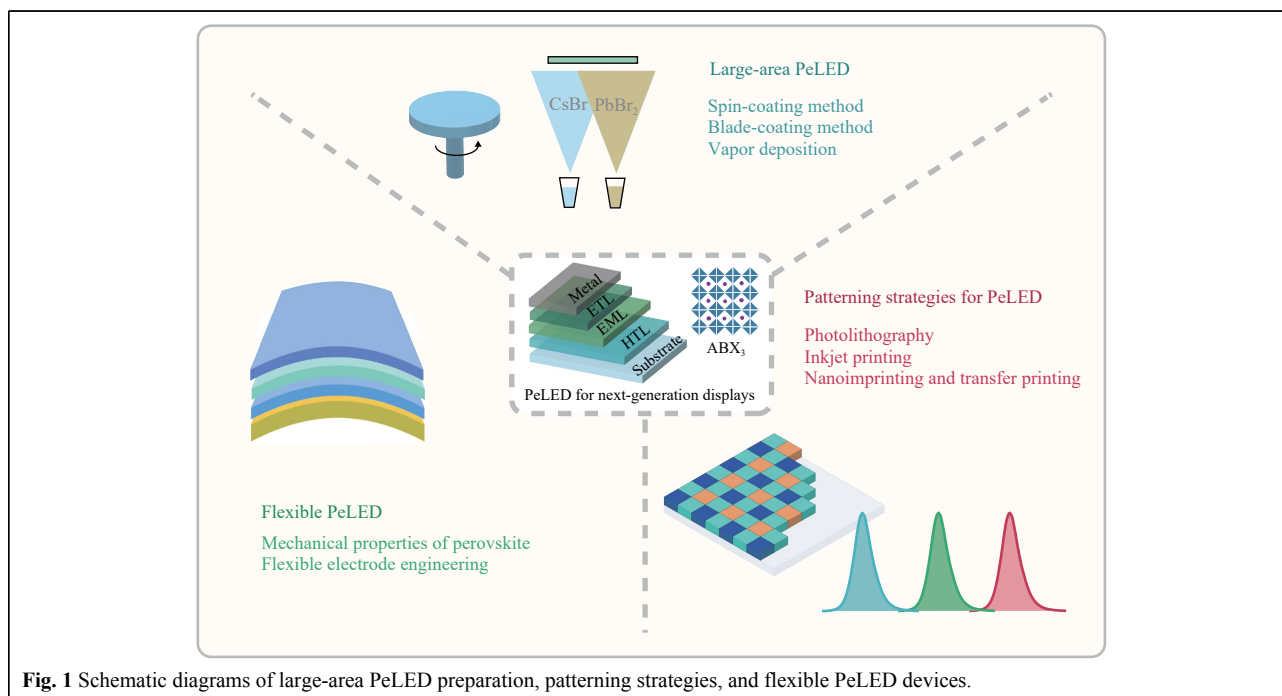 Large-area PeLED
CsBr PbBr₂
Spin-coating method
Blade-coating method
Vapor deposition
Metal
ETL
EML
HTL
Substrate
ABX₃
PeLED for next-generation displays
Patterning strategies for PeLED
Photolithography
Inkjet printing
Nanoimprinting and transfer printing
Flexible PeLED
Mechanical properties of perovskite
Flexible electrode engineering
Fig. 1 Schematic diagrams of large-area PeLED preparation, patterning strategies, and flexible PeLED devices.